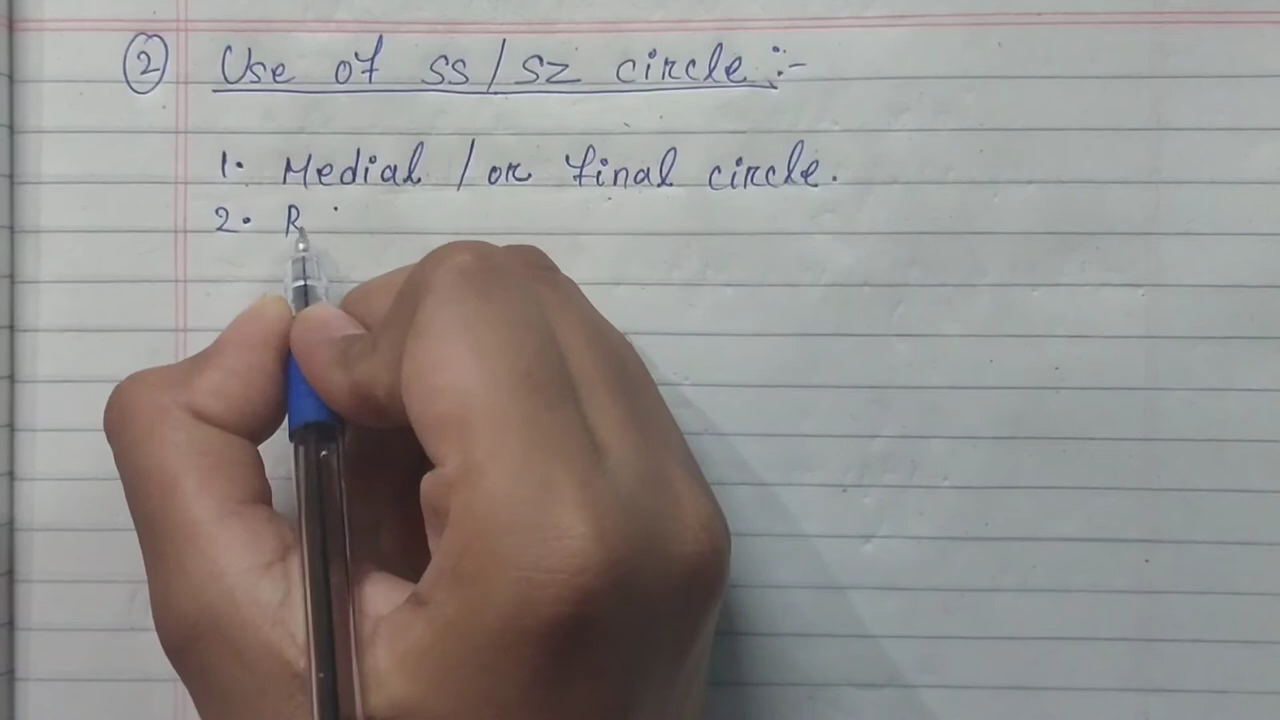 ② Use of ss/sz circle :-
1. Medial / or final circle.
2. R